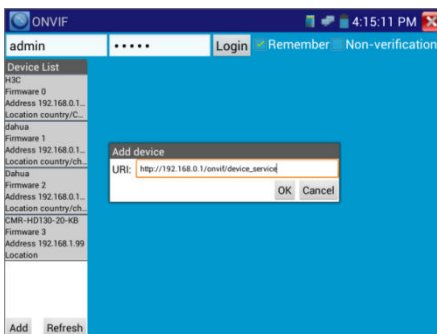 ONVIF
4:15:11 PM
admin
•••••
Login
Remember
Non-verification
Device List
H3C
Firmware 0
Address 192.168.0.1...
Location country/C...
dahua
Firmware 1
Address 192.168.0.1...
Location country/ch...
Dahua
Firmware 2
Address 192.168.0.1...
Location country/ch...
CMR-HD130-20-KB
Firmware 3
Address 192.168.1.99
Location
Add device
URI: http://192.168.0.1/onvif/device_service
OK Cancel
Add Refresh